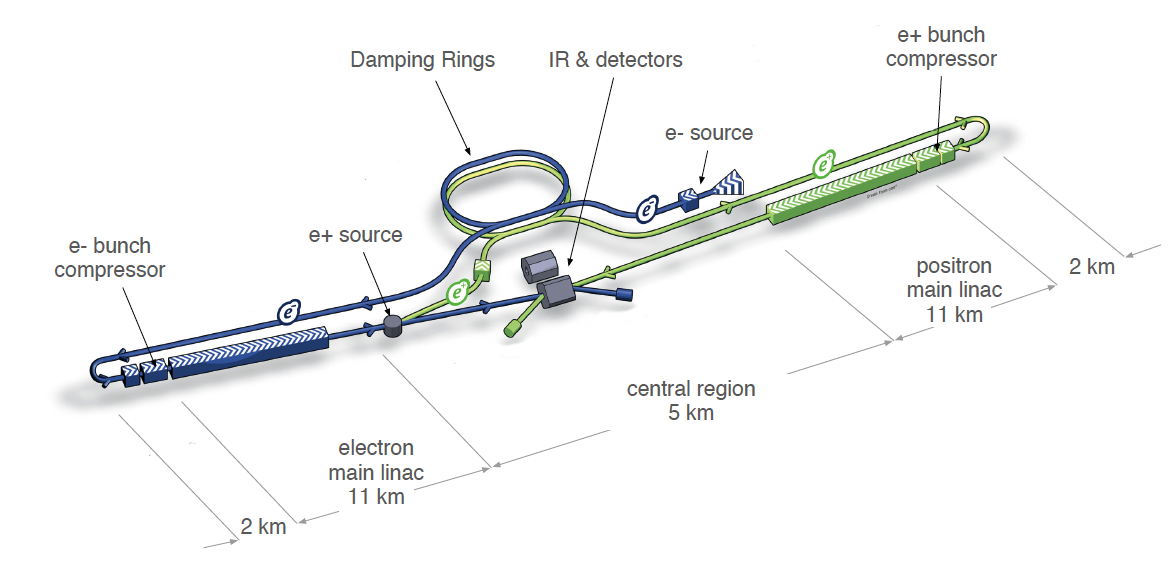 e+ bunch
compressor
Damping Rings
IR & detectors
e- source
e+
e-
e+ source
e- bunch
compressor
e+
e-
positron
main linac
11 km
2 km
central region
5 km
electron
main linac
11 km
2 km